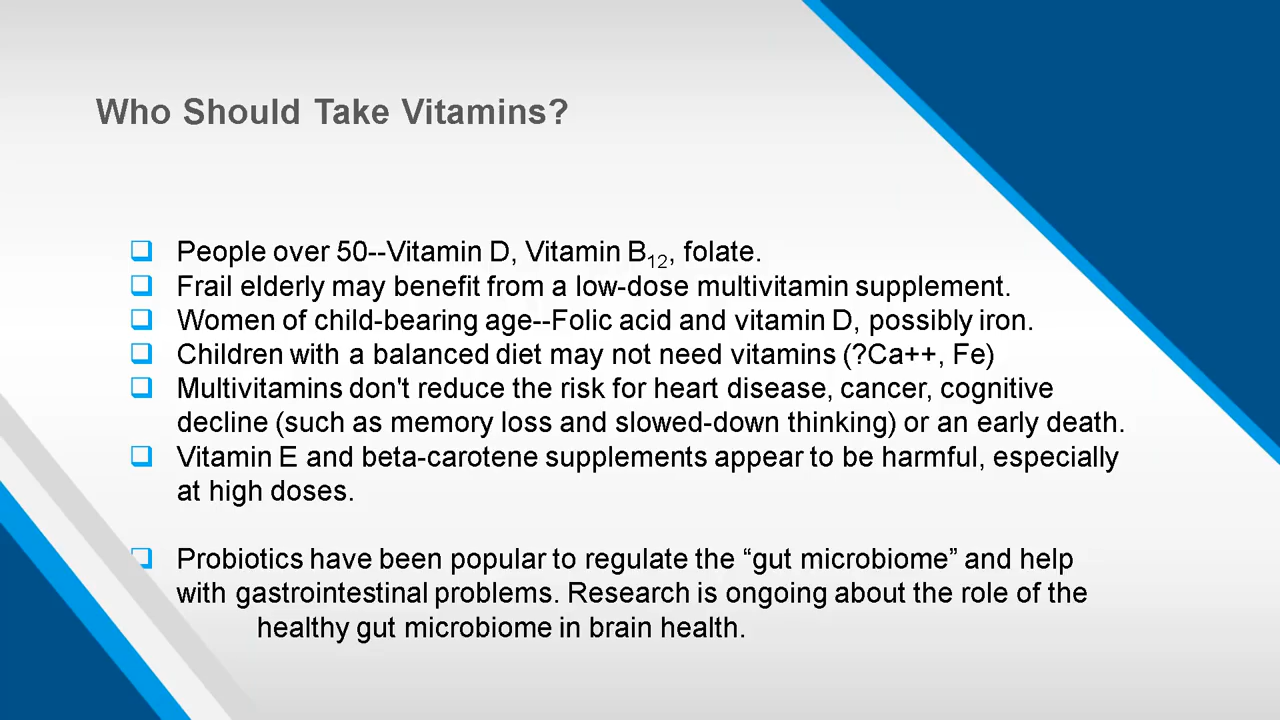 Who Should Take Vitamins?
❑ People over 50--Vitamin D, Vitamin B12, folate.
❑ Frail elderly may benefit from a low-dose multivitamin supplement.
❑ Women of child-bearing age--Folic acid and vitamin D, possibly iron.
❑ Children with a balanced diet may not need vitamins (?Ca++, Fe)
❑ Multivitamins don't reduce the risk for heart disease, cancer, cognitive
decline (such as memory loss and slowed-down thinking) or an early death.
❑ Vitamin E and beta-carotene supplements appear to be harmful, especially
at high doses.
❑ Probiotics have been popular to regulate the “gut microbiome” and help
with gastrointestinal problems. Research is ongoing about the role of the
healthy gut microbiome in brain health.